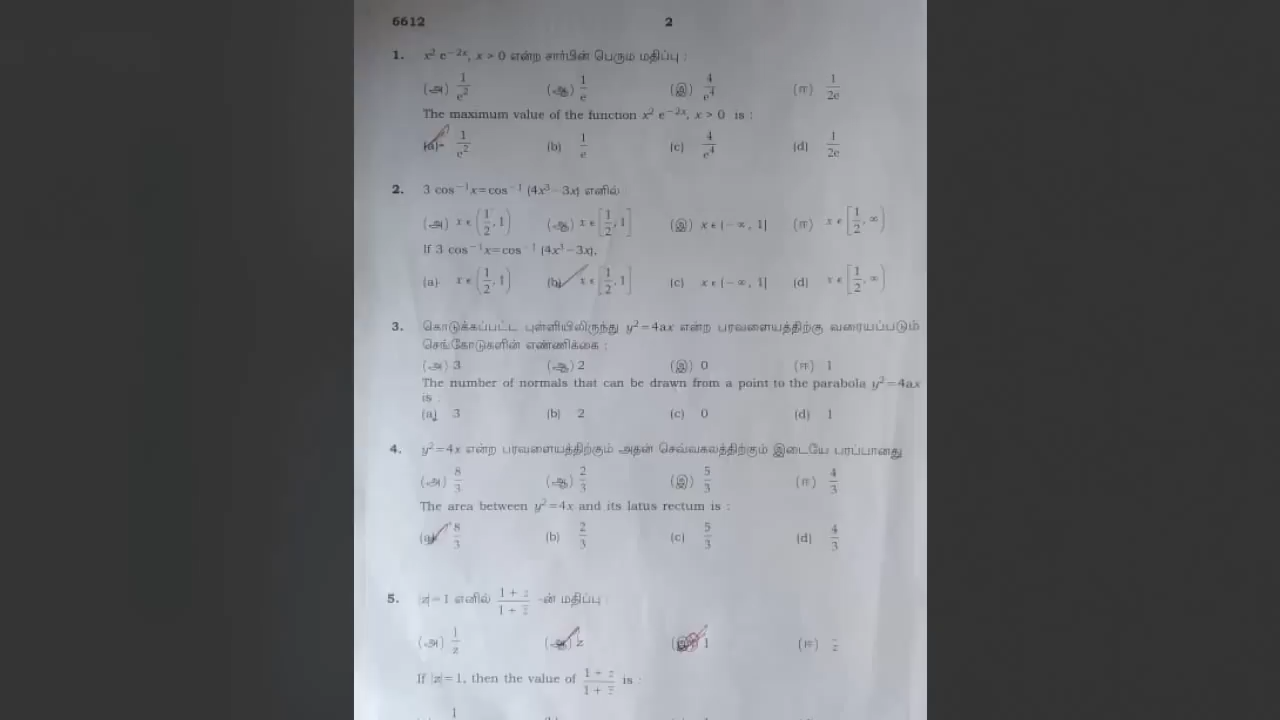 6612 2
1. x² e⁻²ˣ, x > 0 என்ற சார்பின் பெரும மதிப்பு :
(அ) 1/e² (ஆ) 1/e (இ) 4/e⁴ (ஈ) 1/2e
The maximum value of the function x² e⁻²ˣ, x > 0 is :
(a) 1/e² (b) 1/e (c) 4/e⁴ (d) 1/2e
2. 3 cos⁻¹x=cos⁻¹ (4x³−3x) எனில்
(அ) x ϵ (1/2, 1) (ஆ) x ϵ [1/2, 1] (இ) x ϵ (−∞, 1] (ஈ) x ϵ [1/2, ∞)
If 3 cos⁻¹x=cos⁻¹ (4x³−3x),
(a) x ϵ (1/2, 1) (b) x ϵ [1/2, 1] (c) x ϵ (−∞, 1] (d) x ϵ [1/2, ∞)
3. கொடுக்கப்பட்ட புள்ளியிலிருந்து y²=4ax என்ற பரவளையத்திற்கு வரையப்படும்
செங்கோடுகளின் எண்ணிக்கை :
(அ) 3 (ஆ) 2 (இ) 0 (ஈ) 1
The number of normals that can be drawn from a point to the parabola y²=4ax
is :
(a) 3 (b) 2 (c) 0 (d) 1
4. y²=4x என்ற பரவளையத்திற்கும் அதன் செவ்வகலத்திற்கும் இடையே பரப்பானது
(அ) 8/3 (ஆ) 2/3 (இ) 5/3 (ஈ) 4/3
The area between y²=4x and its latus rectum is :
(a) 8/3 (b) 2/3 (c) 5/3 (d) 4/3
5. |z|=1 எனில் (1 + z)/(1 + z̄) -ன் மதிப்பு :
(அ) 1/z (ஆ) z (இ) 1 (ஈ) z̄
If |z|=1, then the value of (1 + z)/(1 + z̄) is :
1